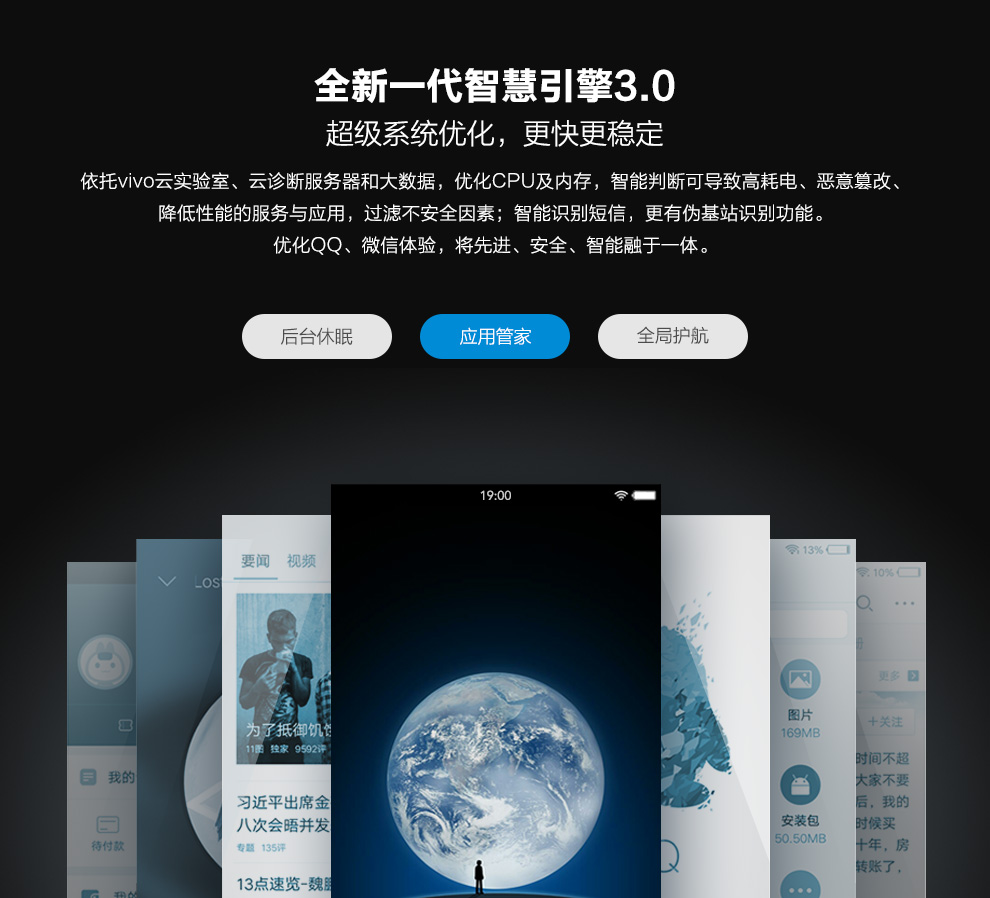 全新一代智慧引擎3.0
超级系统优化，更快更稳定
依托vivo云实验室、云诊断服务器和大数据，优化CPU及内存，智能判断可导致高耗电、恶意篡改、
降低性能的服务与应用，过滤不安全因素；智能识别短信，更有伪基站识别功能。
优化QQ、微信体验，将先进、安全、智能融于一体。
后台休眠
应用管家
全局护航
19:00
要闻 视频
Los
为了抵御饥
11图 独家 9592评
习近平出席金
八次会晤并发
专题 135评
13点速览-魏
我的
待付款
我的
Q
13%
图片
169MB
安装包
50.50MB
10%
更多
+关注
时间不超
大家不要
后，我的
时候买
十年，房
转账了，